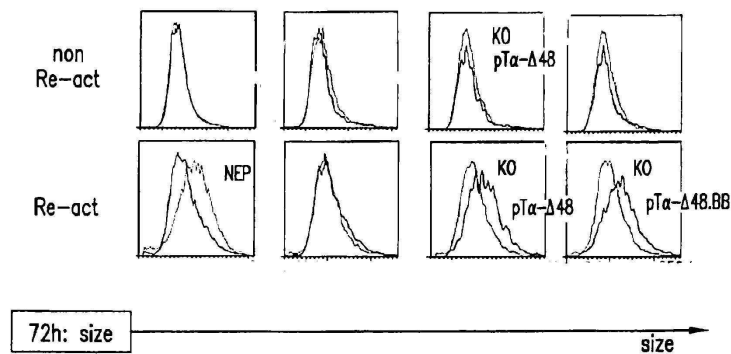 non
Re-act
KO
pTα-Δ48
Re-act
NEP
KO
pTα-Δ48
KO
pTα-Δ48.BB
72h: size
size